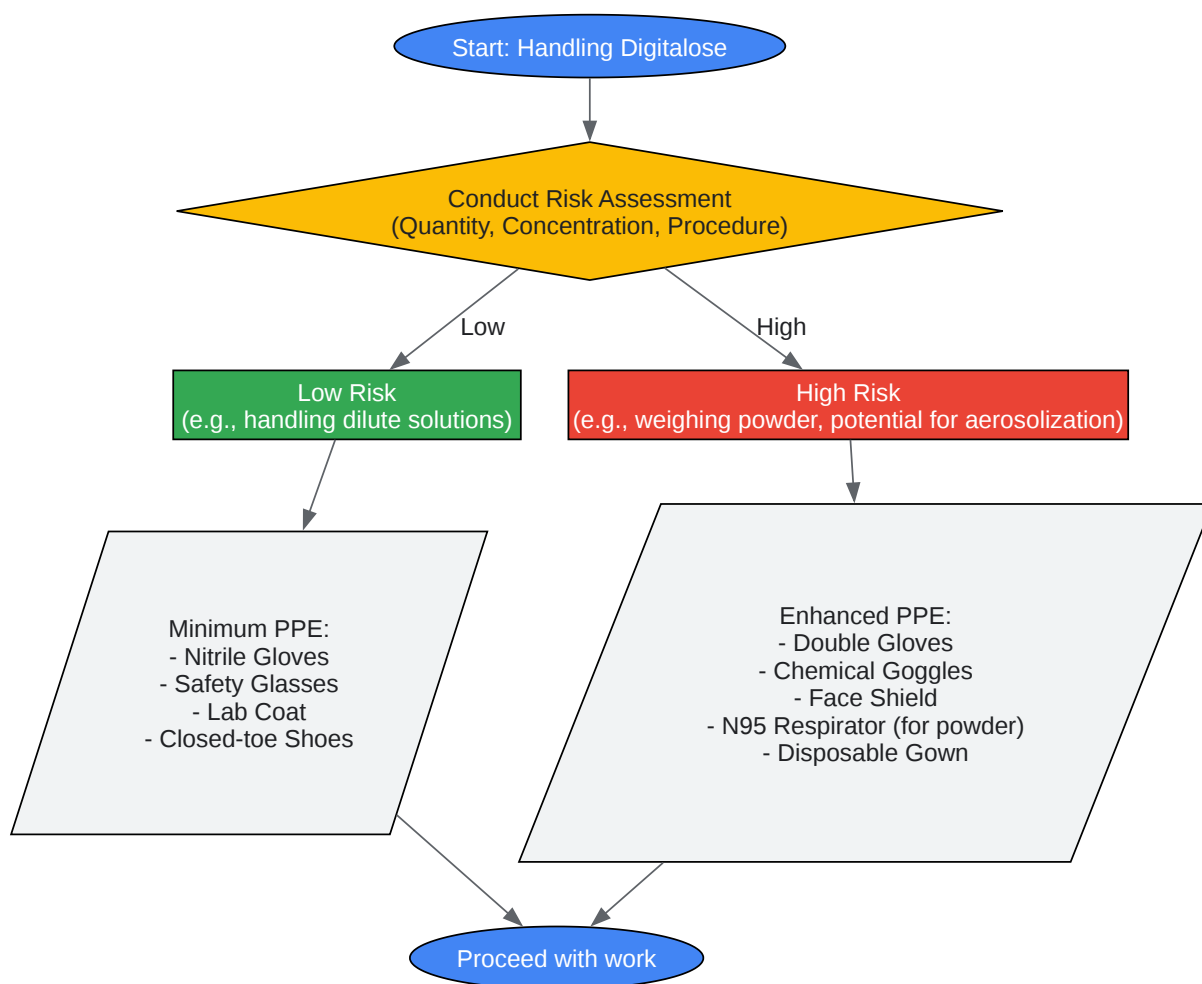 Start: Handling Digitalose
Conduct Risk Assessment
(Quantity, Concentration, Procedure)
Low
High
Low Risk
(e.g., handling dilute solutions)
High Risk
(e.g., weighing powder, potential for aerosolization)
Minimum PPE:
- Nitrile Gloves
- Safety Glasses
- Lab Coat
- Closed-toe Shoes
Enhanced PPE:
- Double Gloves
- Chemical Goggles
- Face Shield
- N95 Respirator (for powder)
- Disposable Gown
Proceed with work